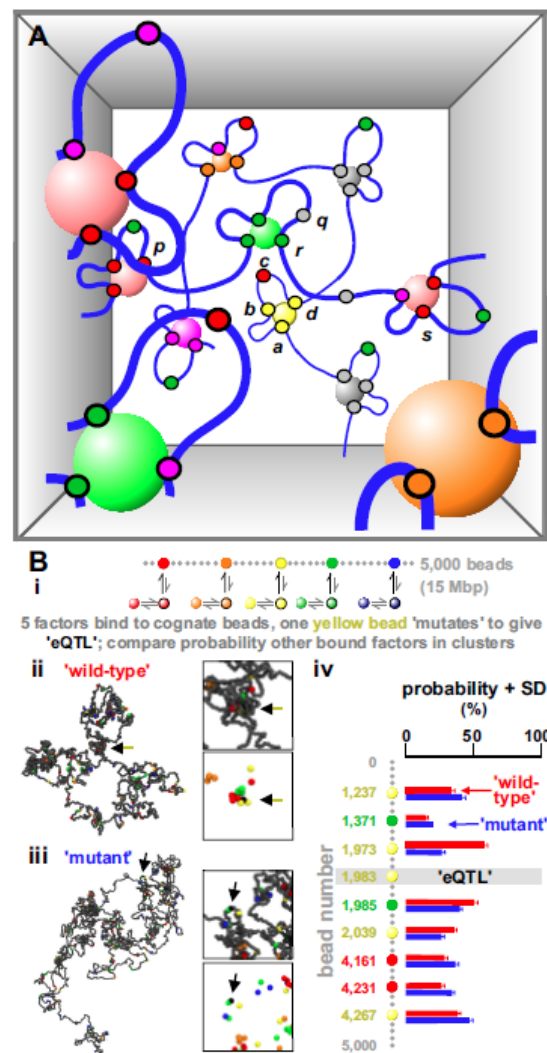 A
p
q
c
r
b
d
a
s
B
i
5,000 beads
(15 Mbp)
5 factors bind to cognate beads, one yellow bead 'mutates' to give
'eQTL'; compare probability other bound factors in clusters
ii 'wild-type'
iii 'mutant'
iv
probability + SD
(%)
0 50 100
bead number
0
1,237
'wild-
type'
1,371
'mutant'
1,973
1,983 'eQTL'
1,985
2,039
4,161
4,231
4,267
5,000